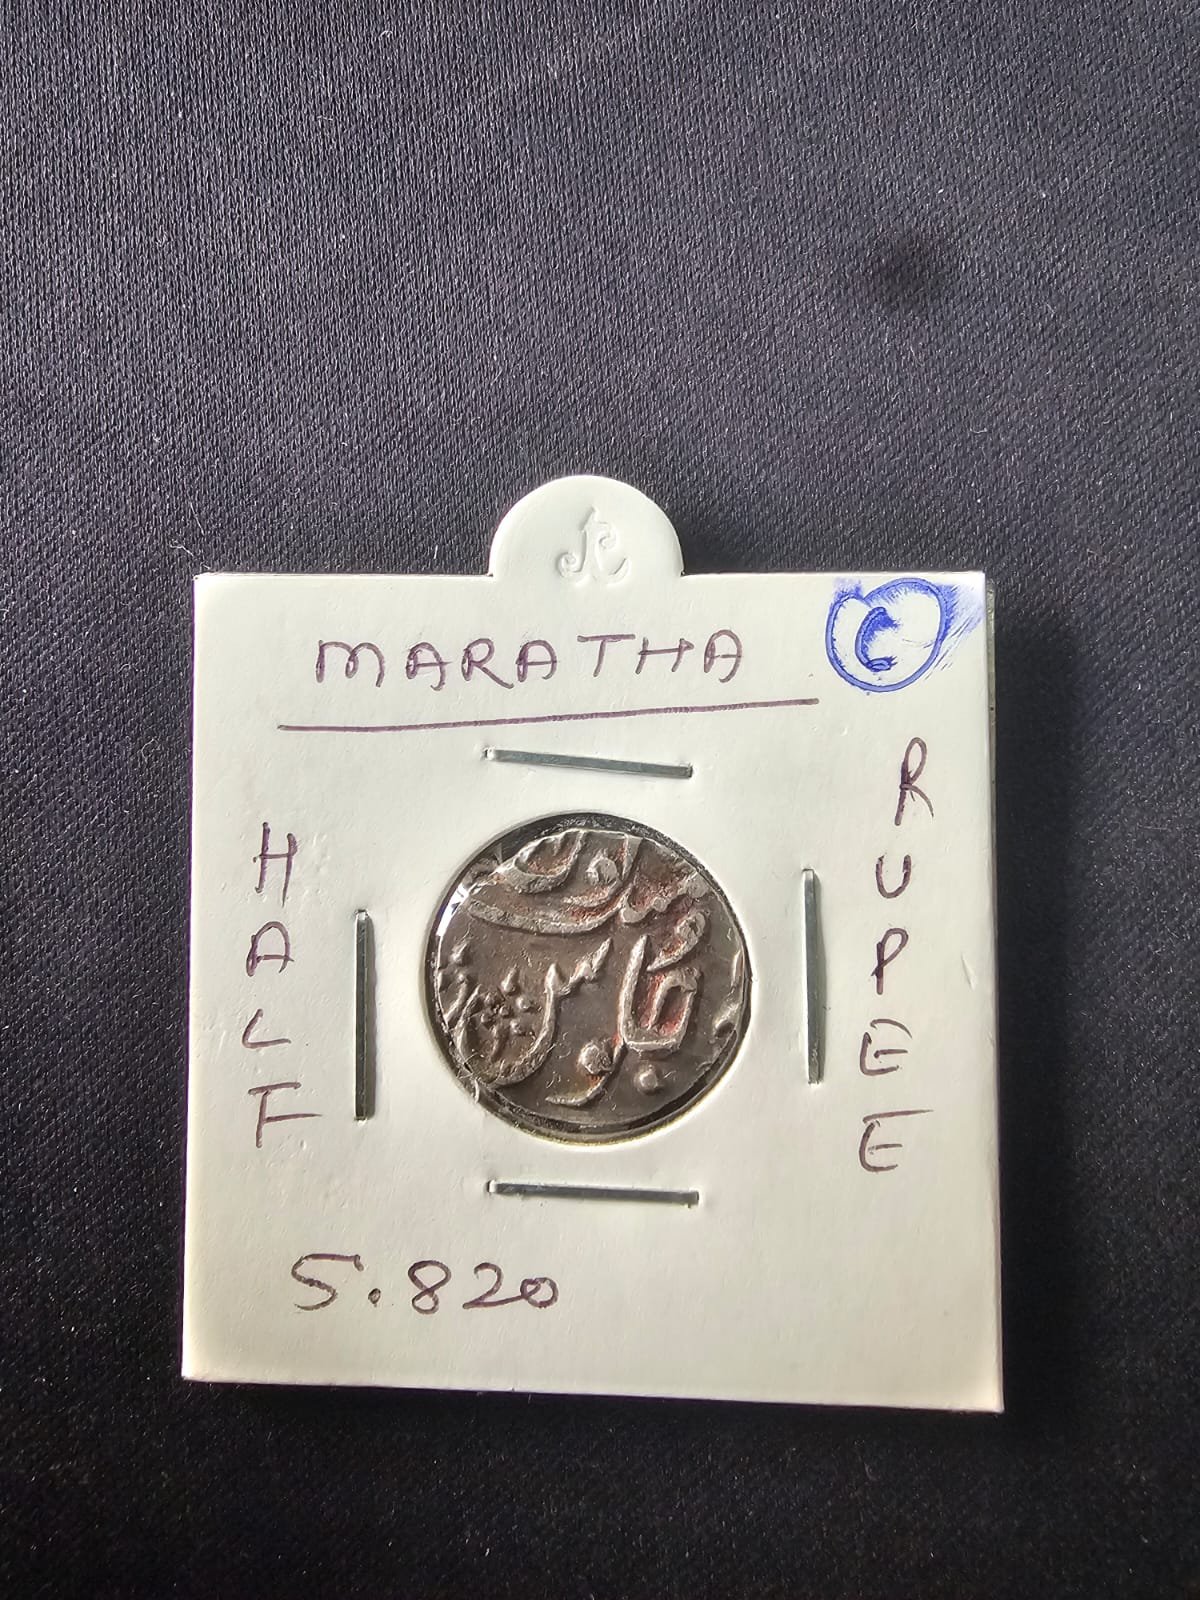 MARATHA
C
HALF
RUPEE
5.820
جلوس